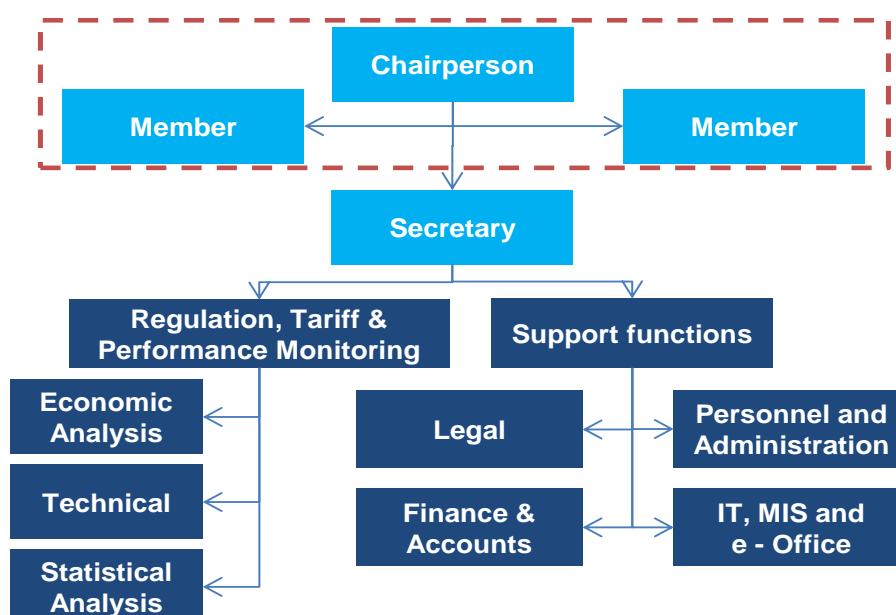 Chairperson
Member
Member
Secretary
Regulation, Tariff &
Performance Monitoring
Support functions
Economic
Analysis
Technical
Statistical
Analysis
Legal
Personnel and
Administration
Finance &
Accounts
IT, MIS and
e - Office